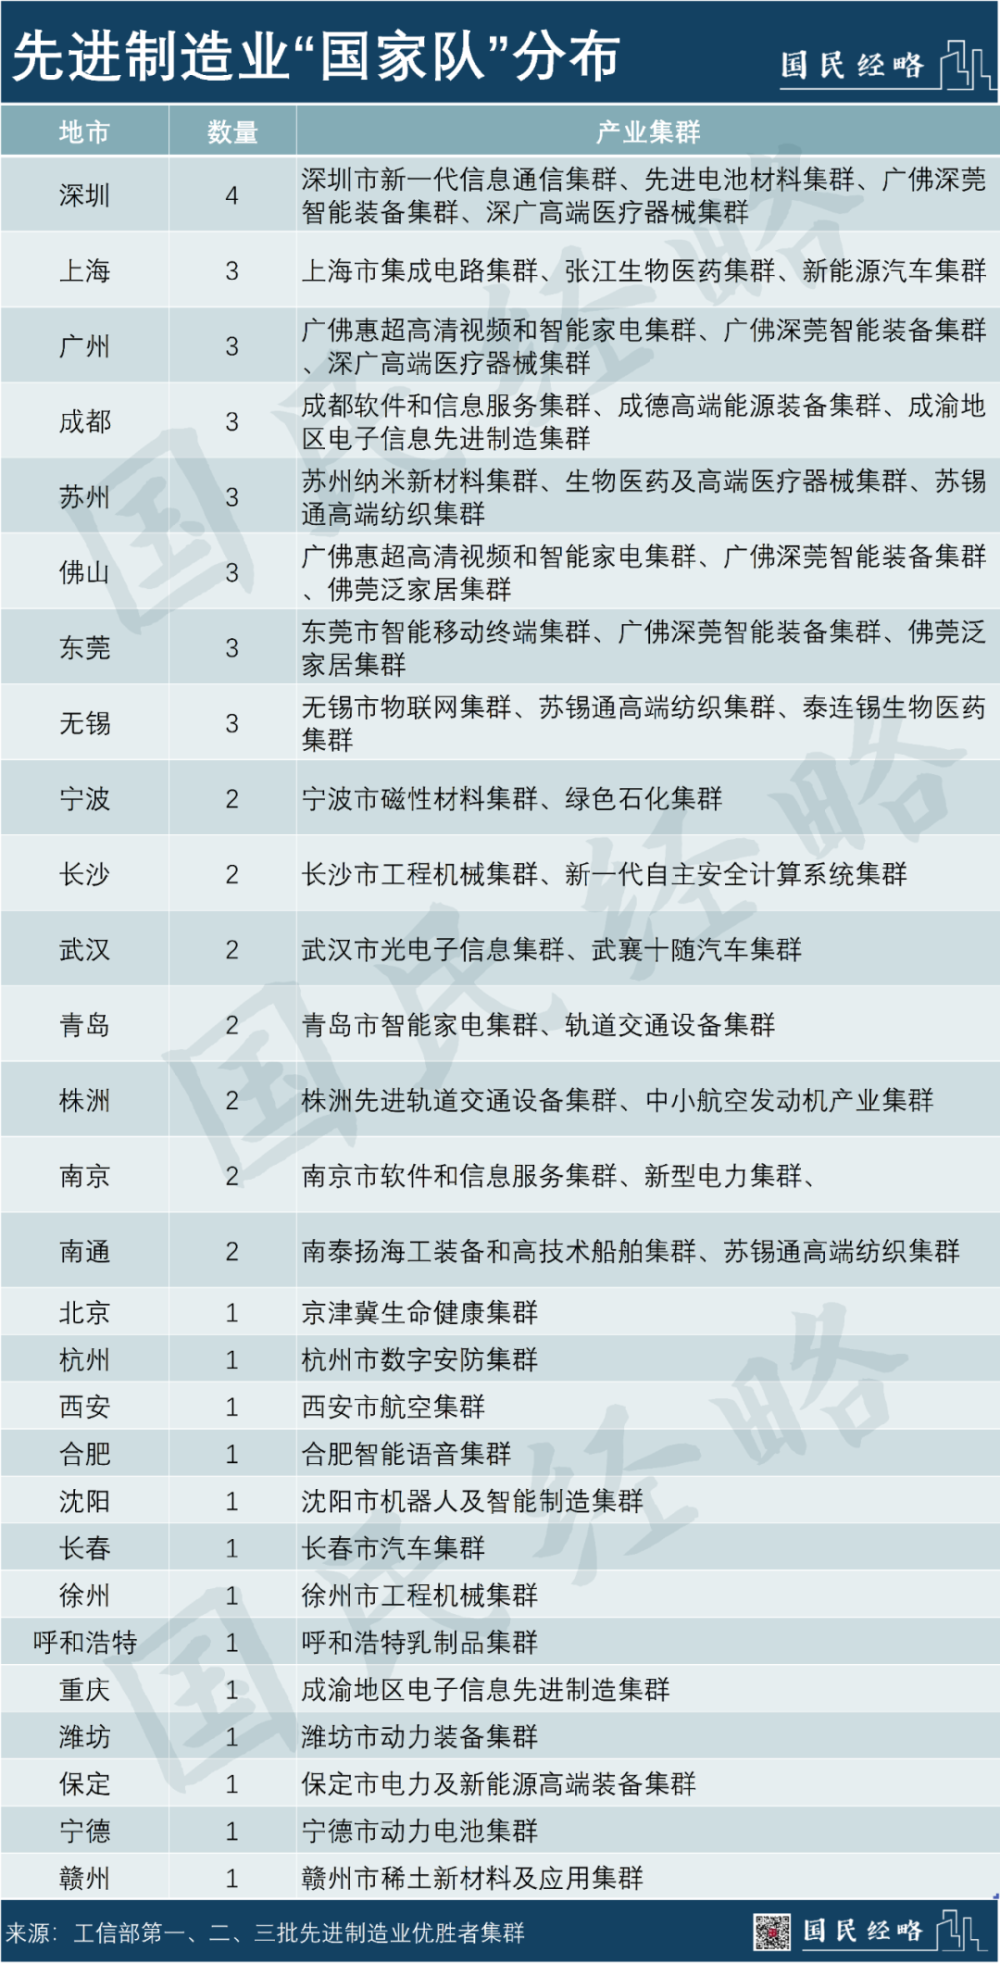 先进制造业“国家队”分布
国民经略
地市 数量 产业集群
深圳 4 深圳市新一代信息通信集群、先进电池材料集群、广佛深莞
智能装备集群、深广高端医疗器械集群
上海 3 上海市集成电路集群、张江生物医药集群、新能源汽车集群
广州 3 广佛惠超高清视频和智能家电集群、广佛深莞智能装备集群
、深广高端医疗器械集群
成都 3 成都软件和信息服务集群、成德高端能源装备集群、成渝地
区电子信息先进制造集群
苏州 3 苏州纳米新材料集群、生物医药及高端医疗器械集群、苏锡
通高端纺织集群
佛山 3 广佛惠超高清视频和智能家电集群、广佛深莞智能装备集群
、佛莞泛家居集群
东莞 3 东莞市智能移动终端集群、广佛深莞智能装备集群、佛莞泛
家居集群
无锡 3 无锡市物联网集群、苏锡通高端纺织集群、泰连锡生物医药
集群
宁波 2 宁波市磁性材料集群、绿色石化集群
长沙 2 长沙市工程机械集群、新一代自主安全计算系统集群
武汉 2 武汉市光电子信息集群、武襄十随汽车集群
青岛 2 青岛市智能家电集群、轨道交通设备集群
株洲 2 株洲先进轨道交通设备集群、中小航空发动机产业集群
南京 2 南京市软件和信息服务集群、新型电力集群、
南通 2 南泰扬海工装备和高技术船舶集群、苏锡通高端纺织集群
北京 1 京津冀生命健康集群
杭州 1 杭州市数字安防集群
西安 1 西安市航空集群
合肥 1 合肥智能语音集群
沈阳 1 沈阳市机器人及智能制造集群
长春 1 长春市汽车集群
徐州 1 徐州市工程机械集群
呼和浩特 1 呼和浩特乳制品集群
重庆 1 成渝地区电子信息先进制造集群
潍坊 1 潍坊市动力装备集群
保定 1 保定市电力及新能源高端装备集群
宁德 1 宁德市动力电池集群
赣州 1 赣州市稀土新材料及应用集群
来源：工信部第一、二、三批先进制造业优胜者集群
国民经略
国民经略
国民经略
国民经略